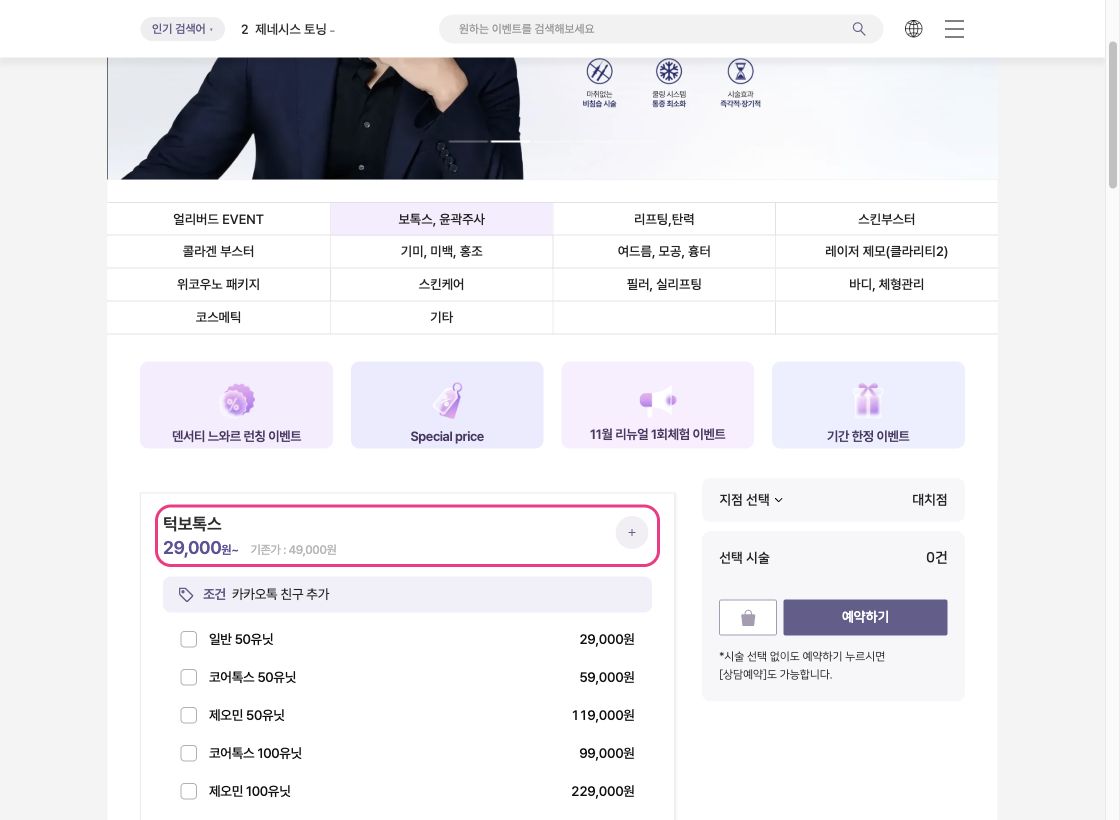 인기 검색어 ·
2 제네시스 토닝 -
원하는 이벤트를 검색해보세요
마취없는
비침습 시술
쿨링 시스템
통증 최소화
시술효과
즉각적·장기적
얼리버드 EVENT
보톡스, 윤곽주사
리프팅,탄력
스킨부스터
콜라겐 부스터
기미, 미백, 홍조
여드름, 모공, 흉터
레이저 제모(클라리티2)
위코우노 패키지
스킨케어
필러, 실리프팅
바디, 체형관리
코스메틱
기타
덴서티 느와르 런칭 이벤트
Special price
11월 리뉴얼 1회체험 이벤트
기간 한정 이벤트
지점 선택
대치점
턱보톡스
29,000원~ 기존가 : 49,000원
+
선택 시술
0건
조건 카카오톡 친구 추가
예약하기
*시술 선택 없이도 예약하기 누르시면
[상담예약]도 가능합니다.
일반 50유닛
29,000원
코어톡스 50유닛
59,000원
제오민 50유닛
119,000원
코어톡스 100유닛
99,000원
제오민 100유닛
229,000원